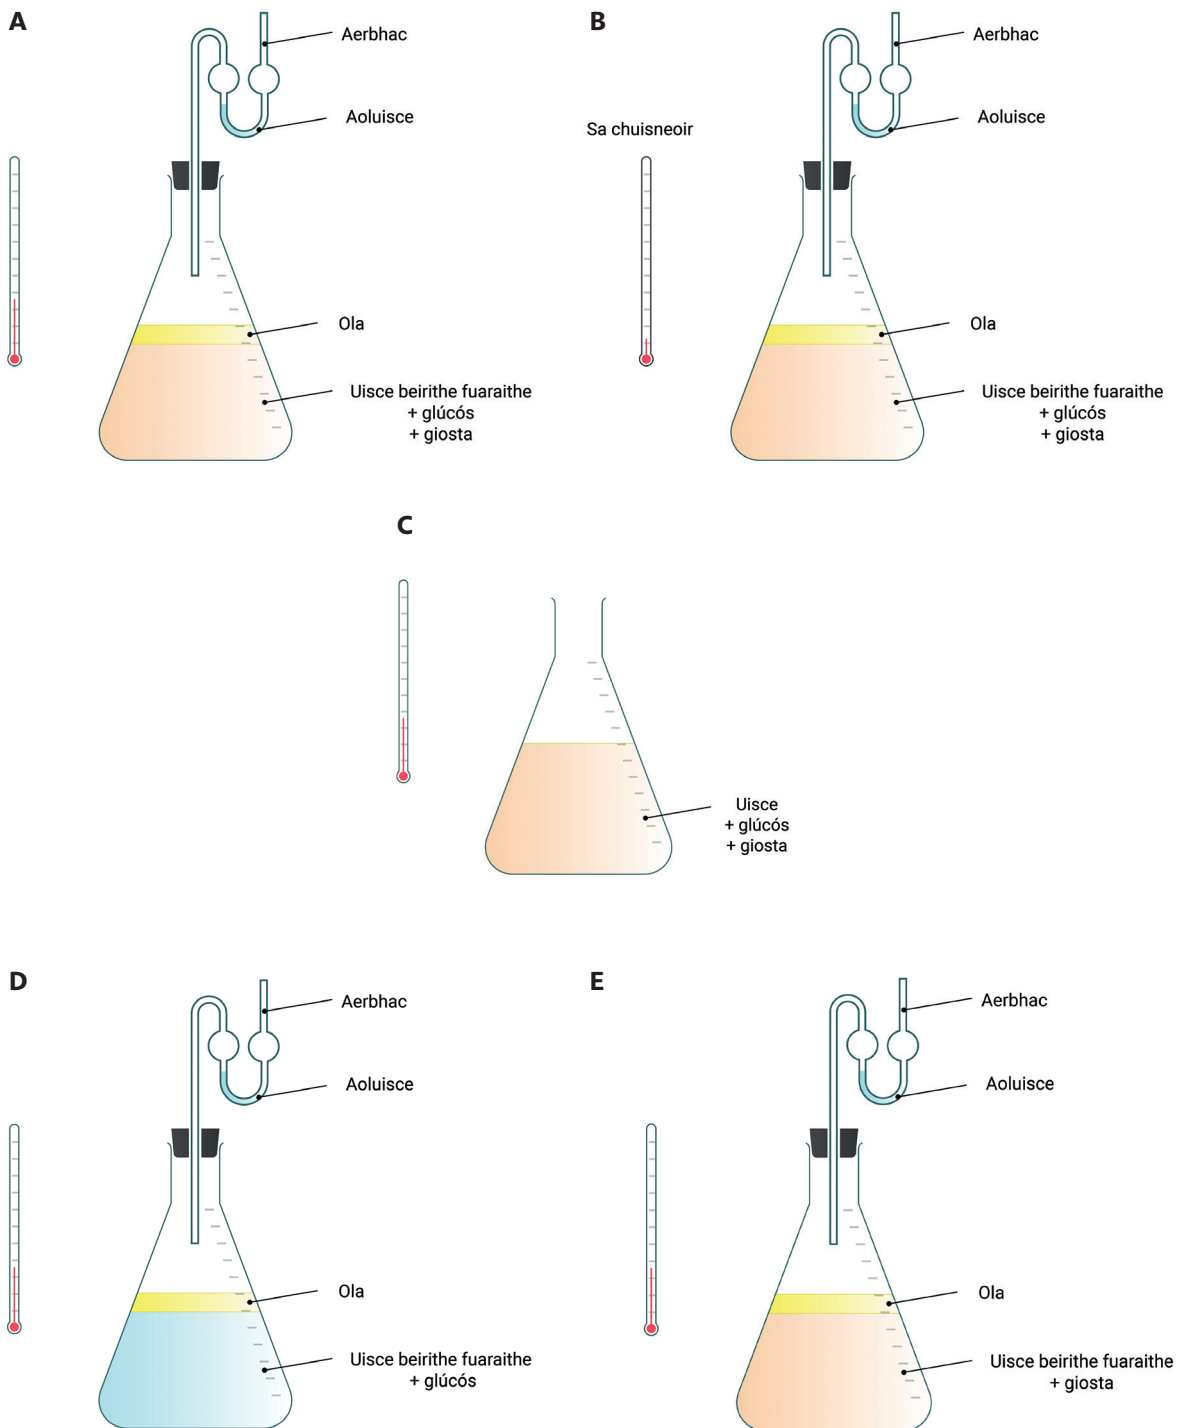 A
Aerbhac
Aoluisce
Ola
Uisce beirithe fuaraithe
+ glúcós
+ giosta
B
Aerbhac
Aoluisce
Sa chuisneoir
Ola
Uisce beirithe fuaraithe
+ glúcós
+ giosta
C
Uisce
+ glúcós
+ giosta
D
Aerbhac
Aoluisce
Ola
Uisce beirithe fuaraithe
+ glúcós
E
Aerbhac
Aoluisce
Ola
Uisce beirithe fuaraithe
+ giosta